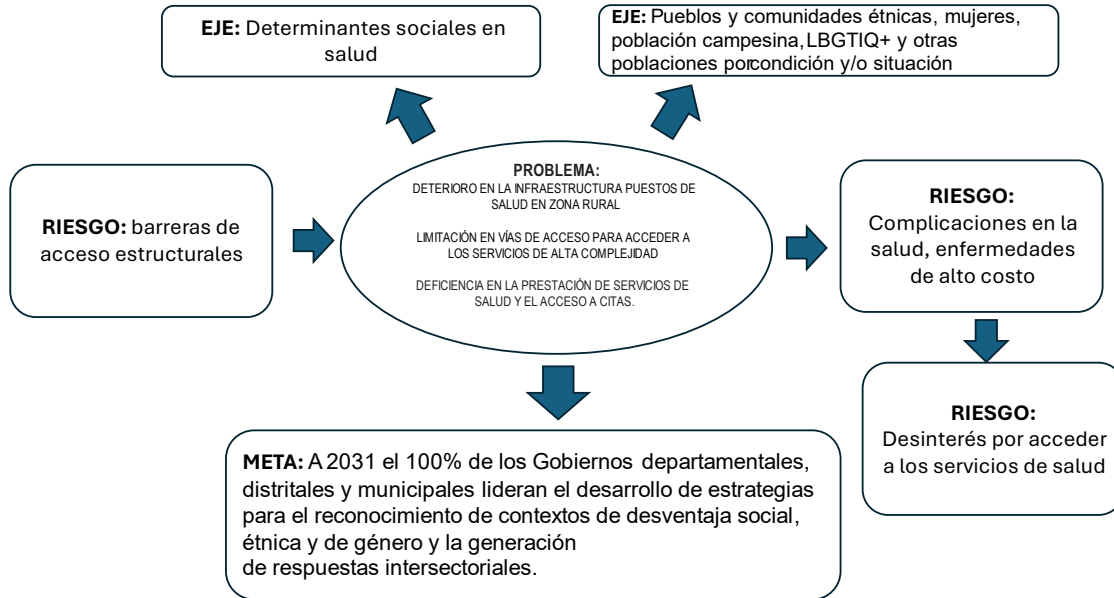 EJE: Determinantes sociales en
salud
EJE: Pueblos y comunidades étnicas, mujeres,
población campesina, LBGTIQ+ y otras
poblaciones porcondición y/o situación
RIESGO: barreras de
acceso estructurales
PROBLEMA:
DETERIORO EN LA INFRAESTRUCTURA PUESTOS DE
SALUD EN ZONA RURAL
LIMITACIÓN EN VÍAS DE ACCESO PARA ACCEDER A
LOS SERVICIOS DE ALTA COMPLEJIDAD
DEFICIENCIA EN LA PRESTACIÓN DE SERVICIOS DE
SALUD Y EL ACCESO A CITAS.
RIESGO:
Complicaciones en la
salud, enfermedades
de alto costo
RIESGO:
Desinterés por acceder
a los servicios de salud
META: A 2031 el 100% de los Gobiernos departamentales,
distritales y municipales lideran el desarrollo de estrategias
para el reconocimiento de contextos de desventaja social,
étnica y de género y la generación
de respuestas intersectoriales.